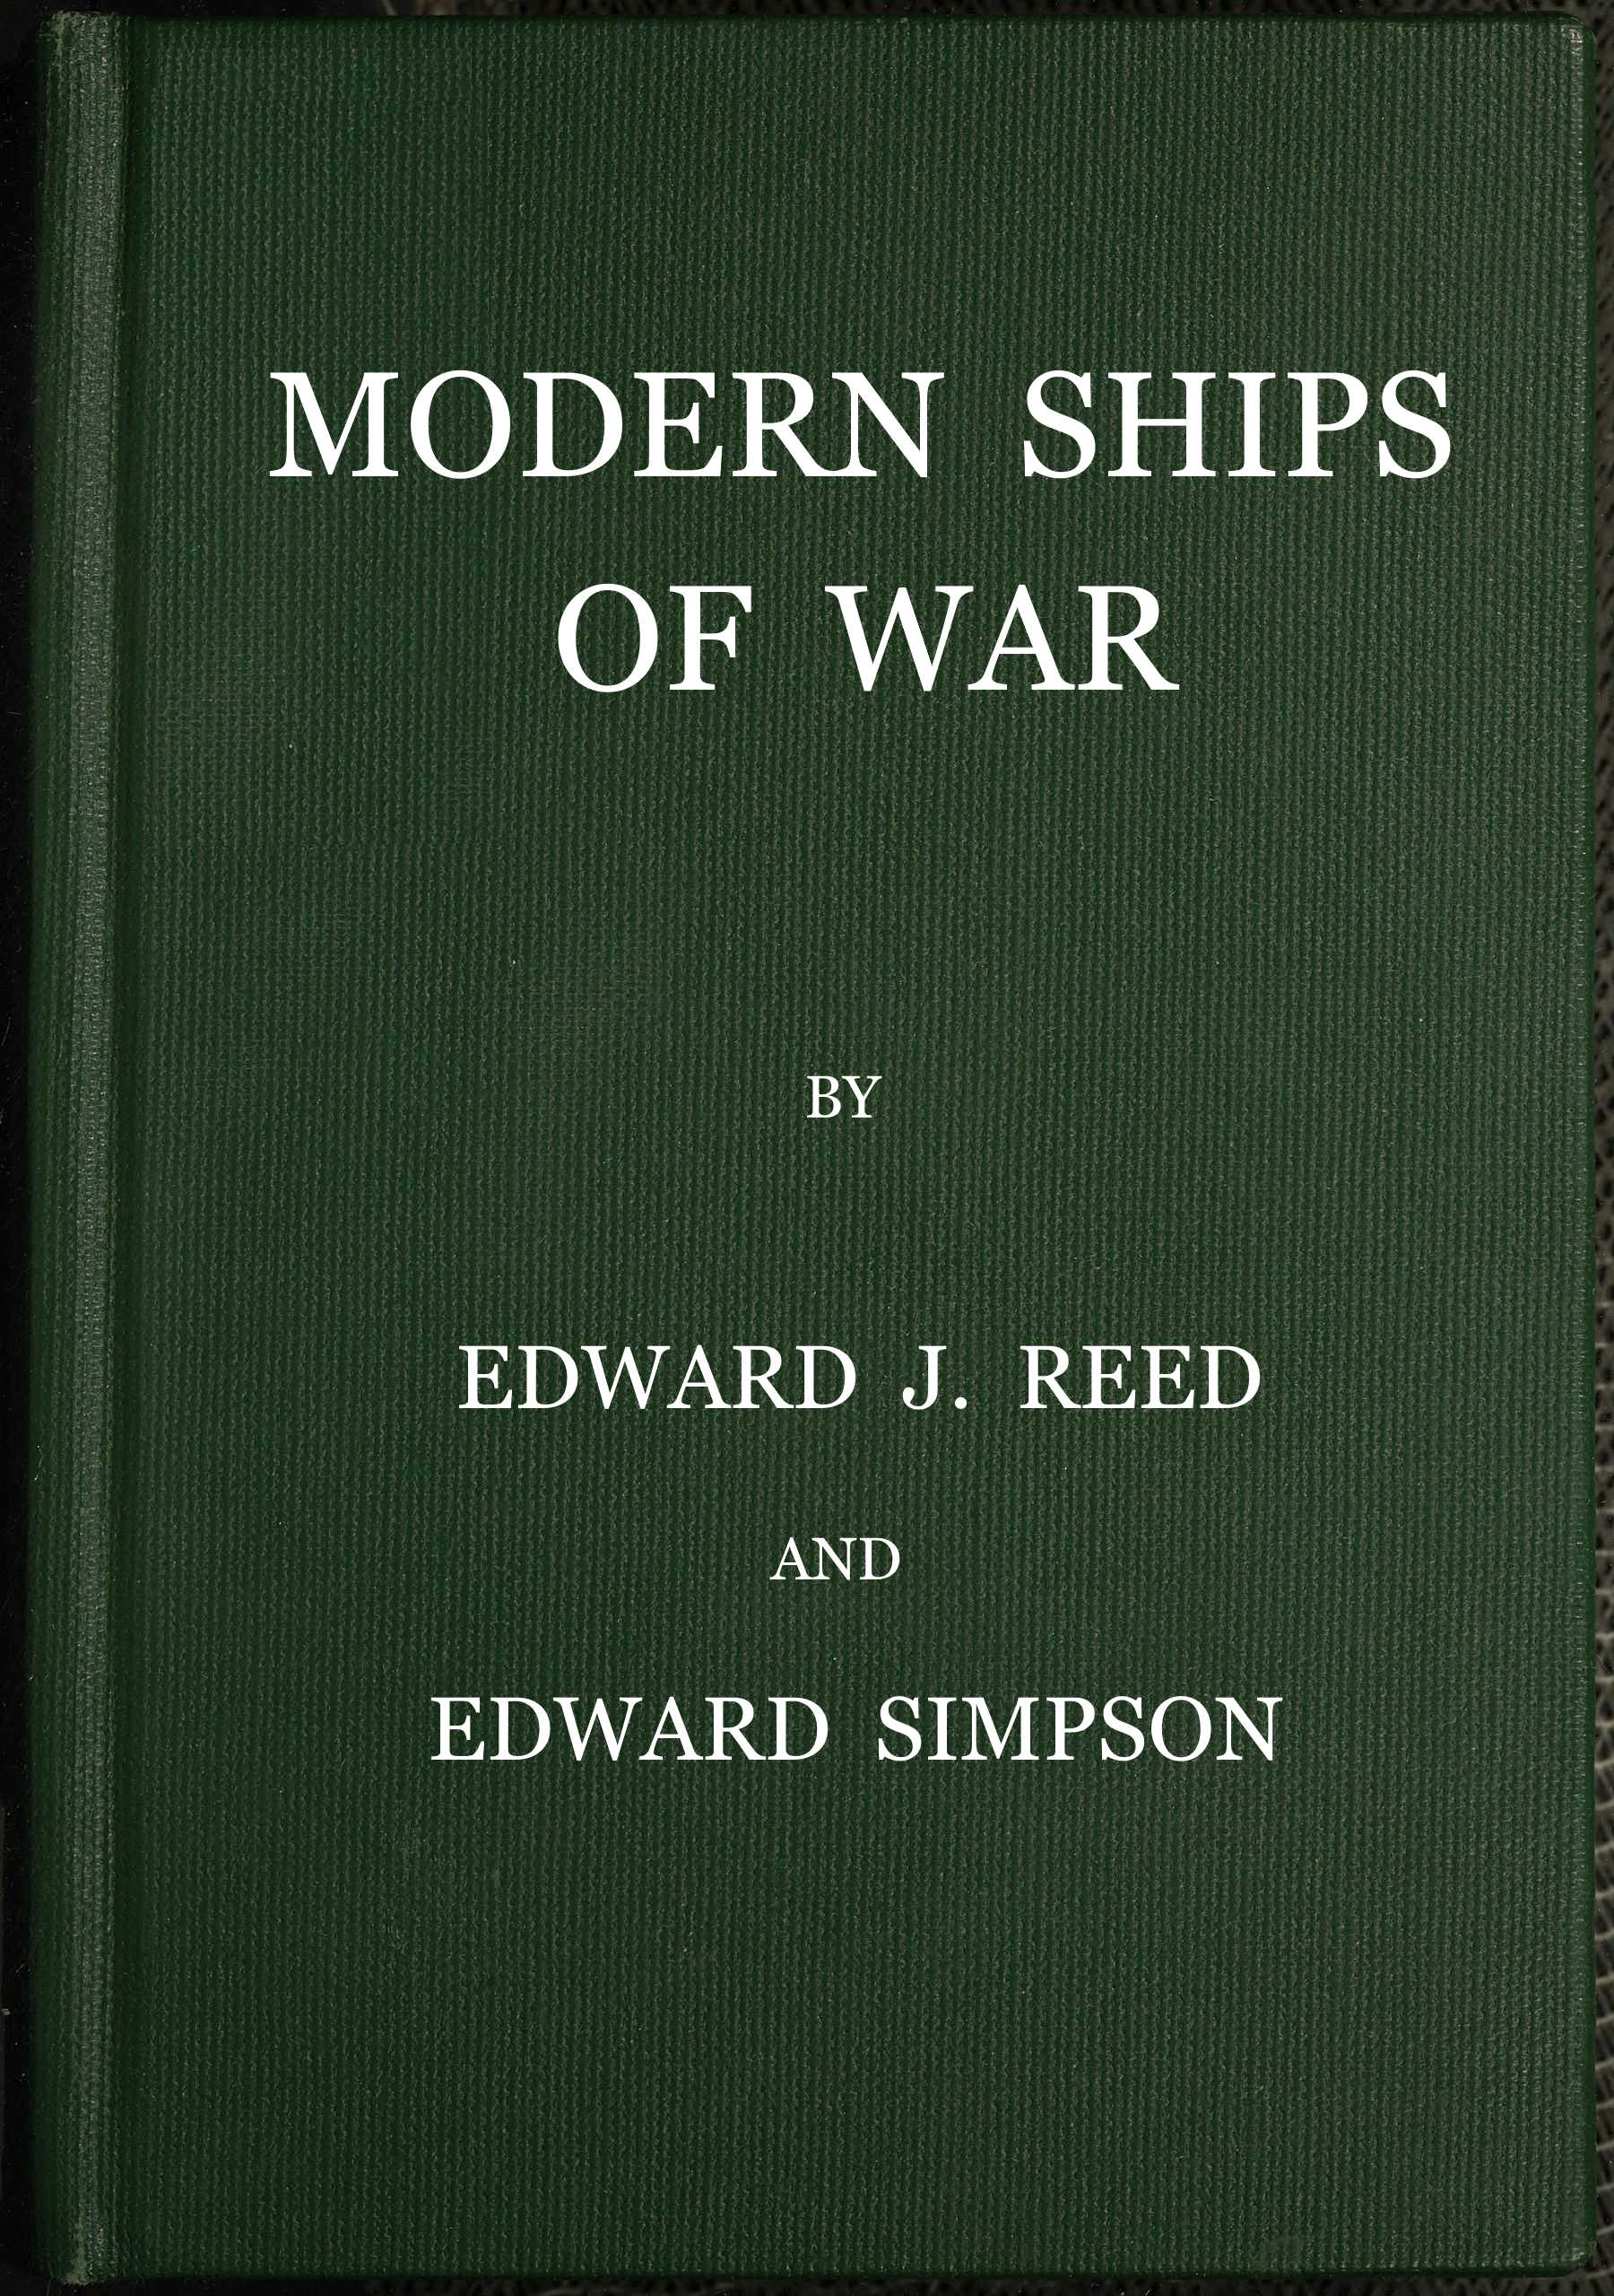 MODERN SHIPS
OF WAR
BY
EDWARD J. REED
AND
EDWARD SIMPSON